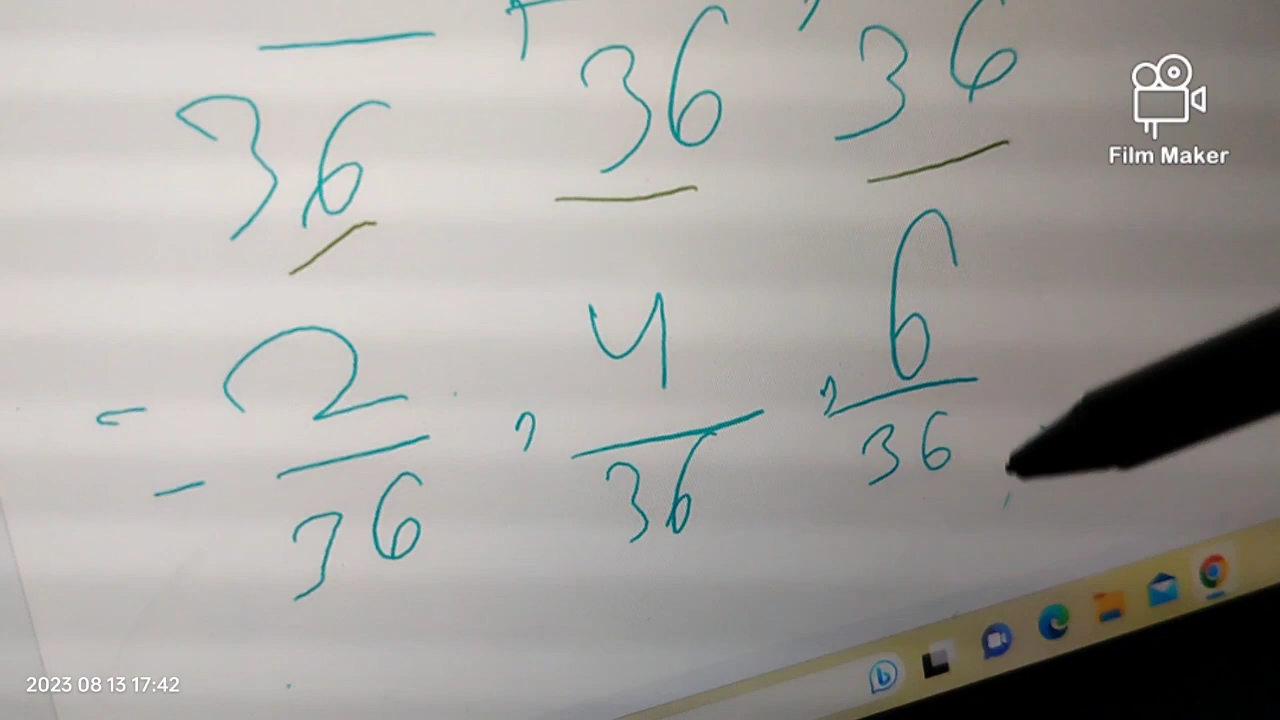 36 36 , 36
Film Maker
= 2/36 , 4/36 , 6/36
2023 08 13 17:42